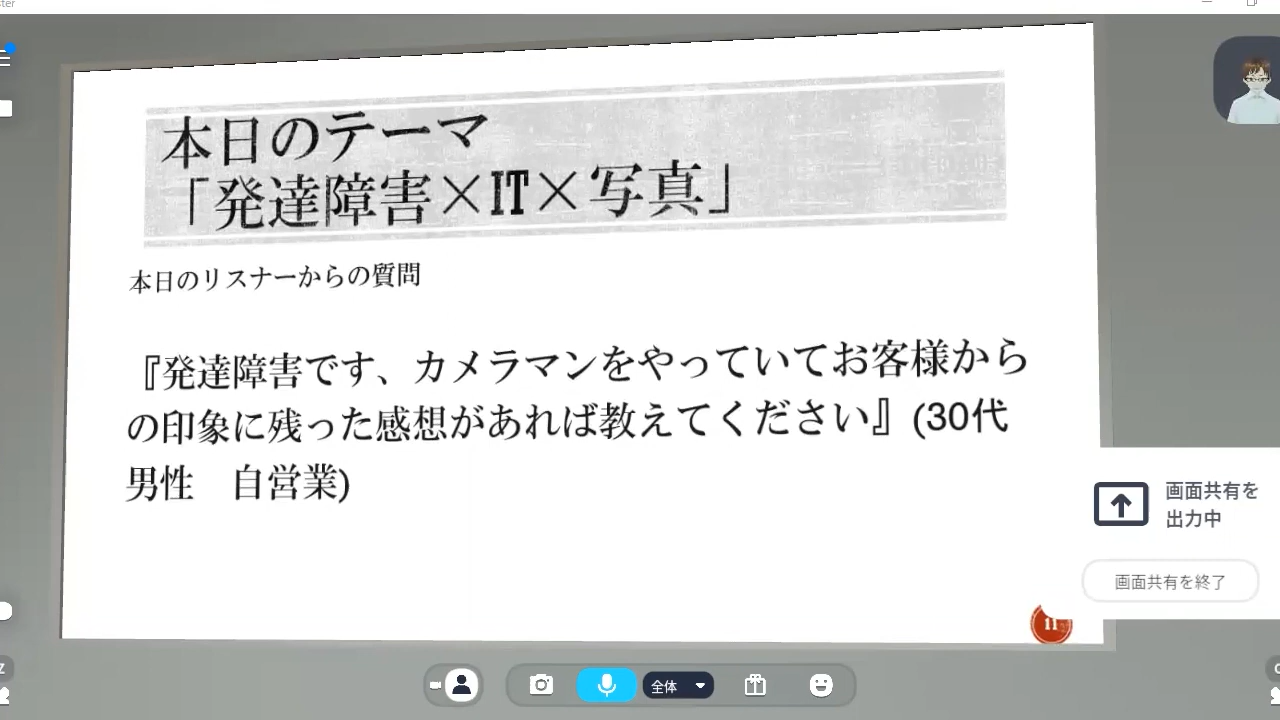 本日のテーマ
「発達障害×IT×写真」
本日のリスナーからの質問
『発達障害です、カメラマンをやっていてお客様から
の印象に残った感想があれば教えてください』(30代
男性　自営業)
画面共有を
出力中
画面共有を終了
11
全体